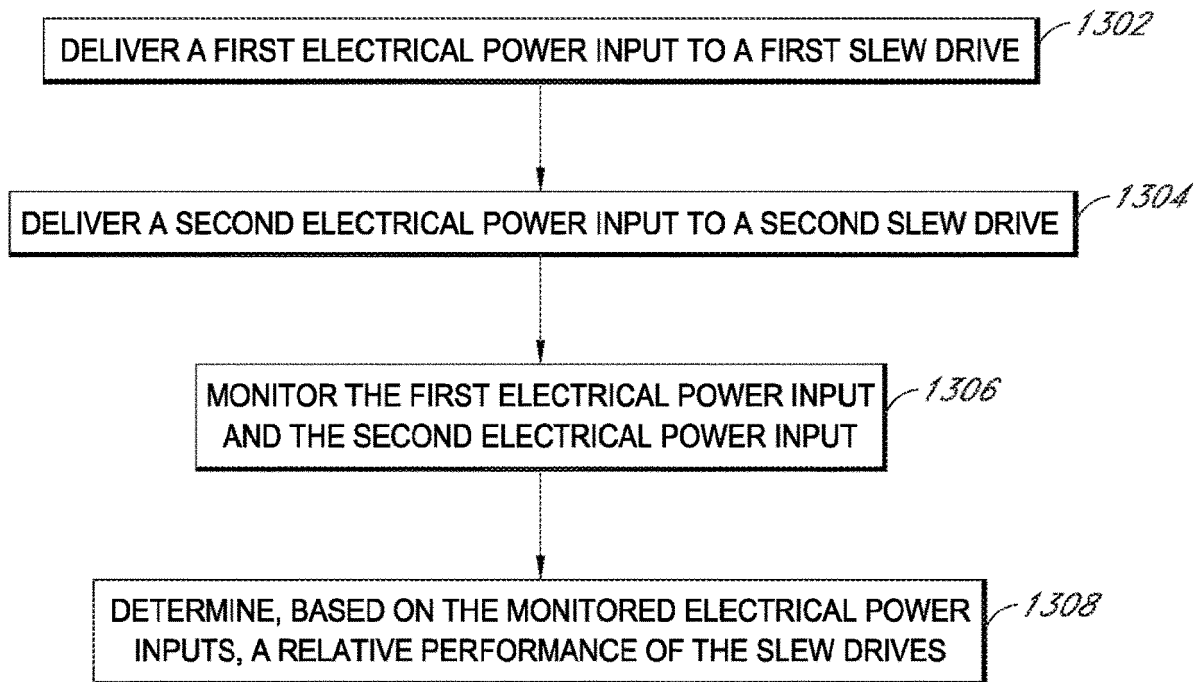 DELIVER A FIRST ELECTRICAL POWER INPUT TO A FIRST SLEW DRIVE
1302
DELIVER A SECOND ELECTRICAL POWER INPUT TO A SECOND SLEW DRIVE
1304
MONITOR THE FIRST ELECTRICAL POWER INPUT
AND THE SECOND ELECTRICAL POWER INPUT
1306
DETERMINE, BASED ON THE MONITORED ELECTRICAL POWER
INPUTS, A RELATIVE PERFORMANCE OF THE SLEW DRIVES
1308